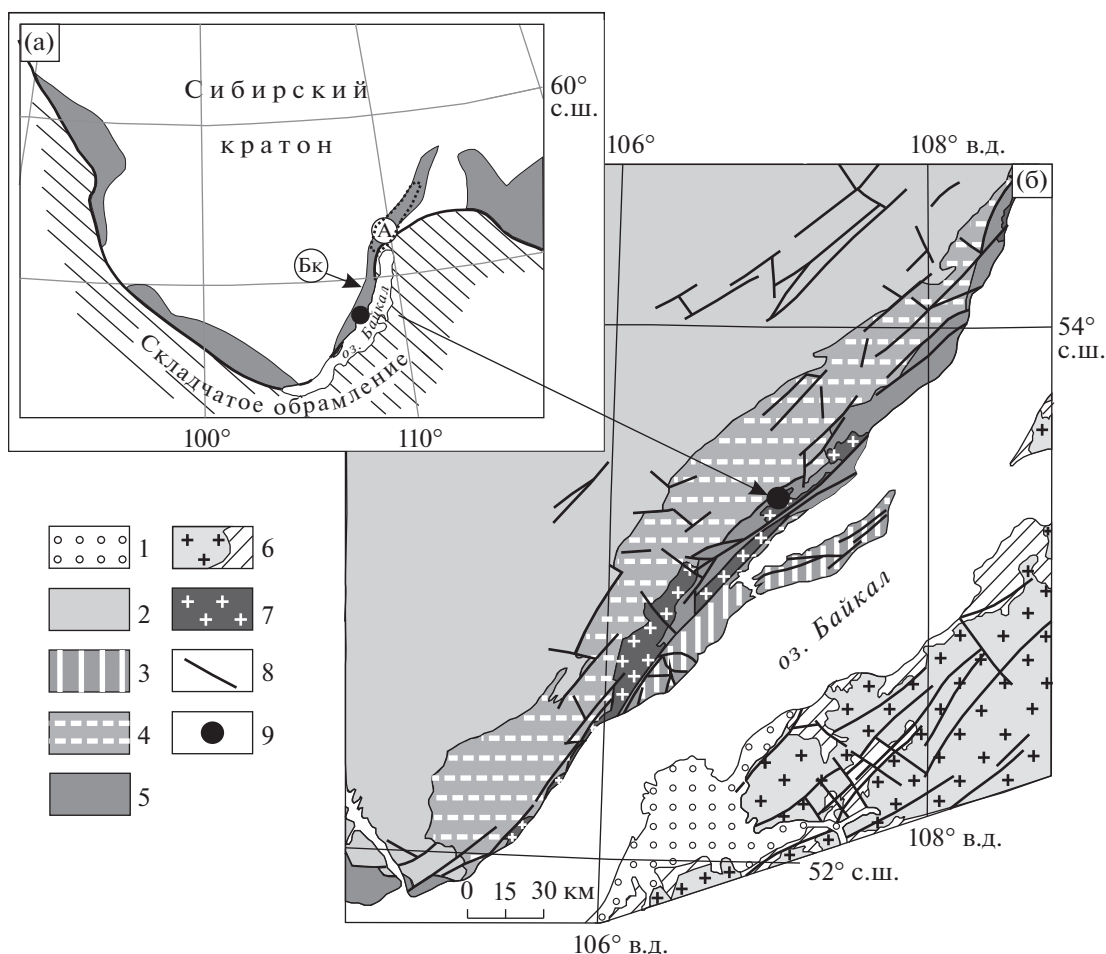 (а)
Сибирский
кратон
60°
с.ш.
А
Бк
оз. Байкал
Складчатое обрамление
100°
110°
106°
108° в.д.
(б)
54°
с.ш.
оз. Байкал
108° в.д.
52° с.ш.
0 15 30 км
106° в.д.
1
2
3
4
5
6
7
8
9